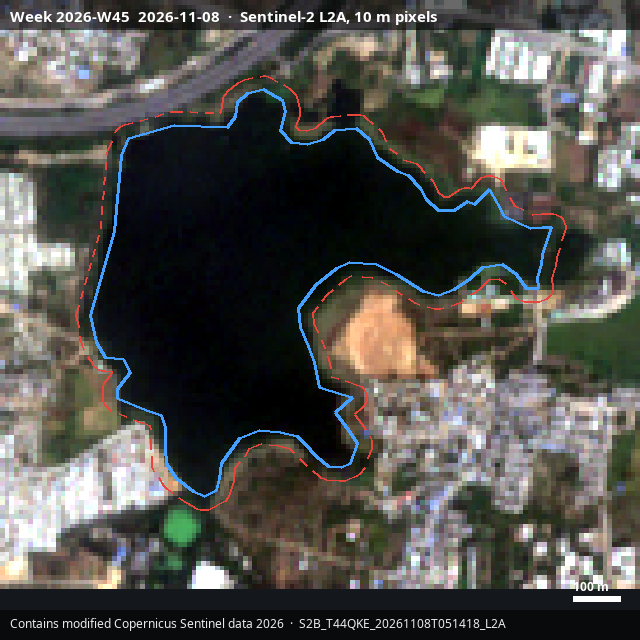 Week 2026-W45 2026-11-08 · Sentinel-2 L2A, 10 m pixels
100 m
Contains modified Copernicus Sentinel data 2026 · S2B_T44QKE_20261108T051418_L2A